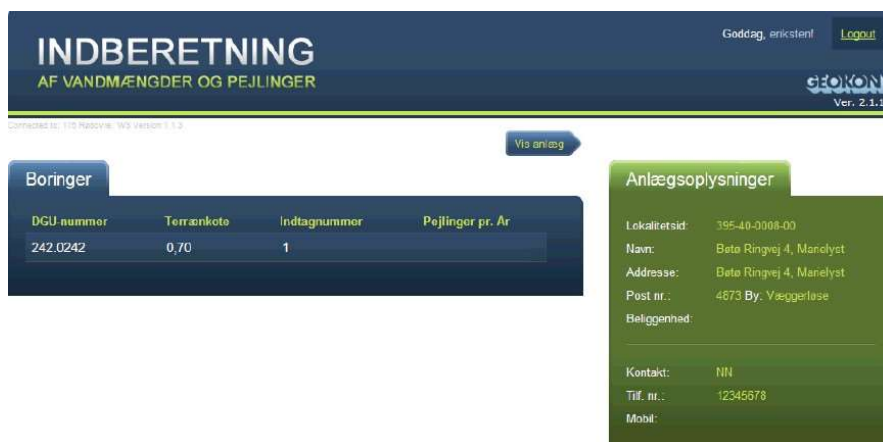 INDBERETNING
AF VANDMÆNGDER OG PEJLINGER
Goddag, eriksten!
Logout
GEOKON
Ver. 2.1.1
Vis anlæg
Boringer
DGU-nummer Terrænkote Indtagnummer Pejlinger pr. År
242.0242 0,70 1
Anlægsoplysninger
Lokalitetsid: 395-40-0008-00
Navn: Bøtø Ringvej 4, Marielyst
Addresse: Bøtø Ringvej 4, Marielyst
Post nr.: 4873 By: Væggerløse
Beliggenhed:
Kontakt: NN
Tlf. nr.: 12345678
Mobil: